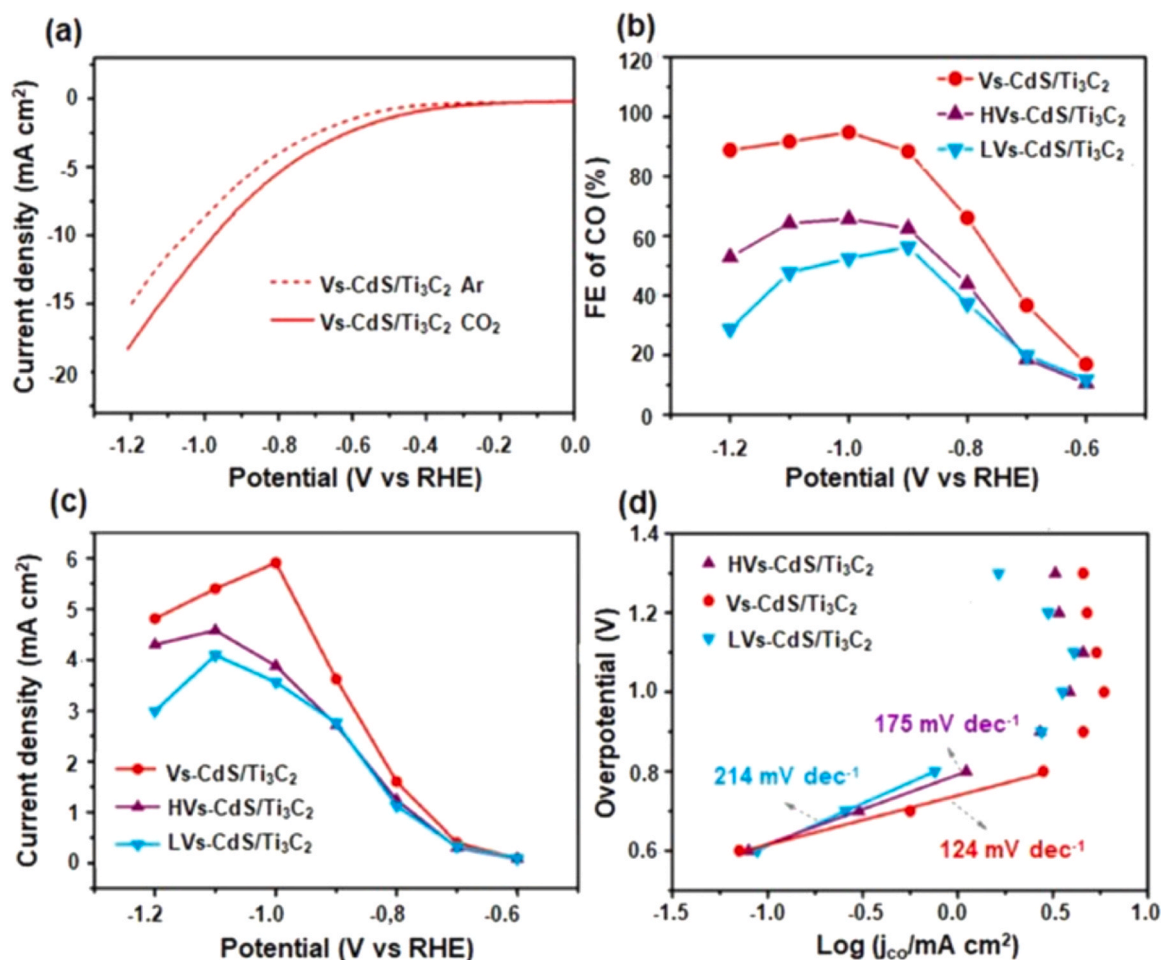 (a)
Current density (mA cm²)
0
-5
-10
-15
-20
Vs-CdS/Ti₃C₂ Ar
Vs-CdS/Ti₃C₂ CO₂
-1.2 -1.0 -0.8 -0.6 -0.4 -0.2 0.0
Potential (V vs RHE)
(b)
FE of CO (%)
120
100
80
60
40
20
0
Vs-CdS/Ti₃C₂
HVs-CdS/Ti₃C₂
LVs-CdS/Ti₃C₂
-1.2 -1.0 -0.8 -0.6
Potential (V vs RHE)
(c)
Current density (mA cm²)
6
5
4
3
2
1
0
Vs-CdS/Ti₃C₂
HVs-CdS/Ti₃C₂
LVs-CdS/Ti₃C₂
-1.2 -1.0 -0,8 -0.6
Potential (V vs RHE)
(d)
Overpotential (V)
1.4
1.2
1.0
0.8
0.6
HVs-CdS/Ti₃C₂
Vs-CdS/Ti₃C₂
LVs-CdS/Ti₃C₂
175 mV dec⁻¹
214 mV dec⁻¹
124 mV dec⁻¹
-1.5 -1.0 -0.5 0.0 0.5 1.0
Log (j_co/mA cm²)